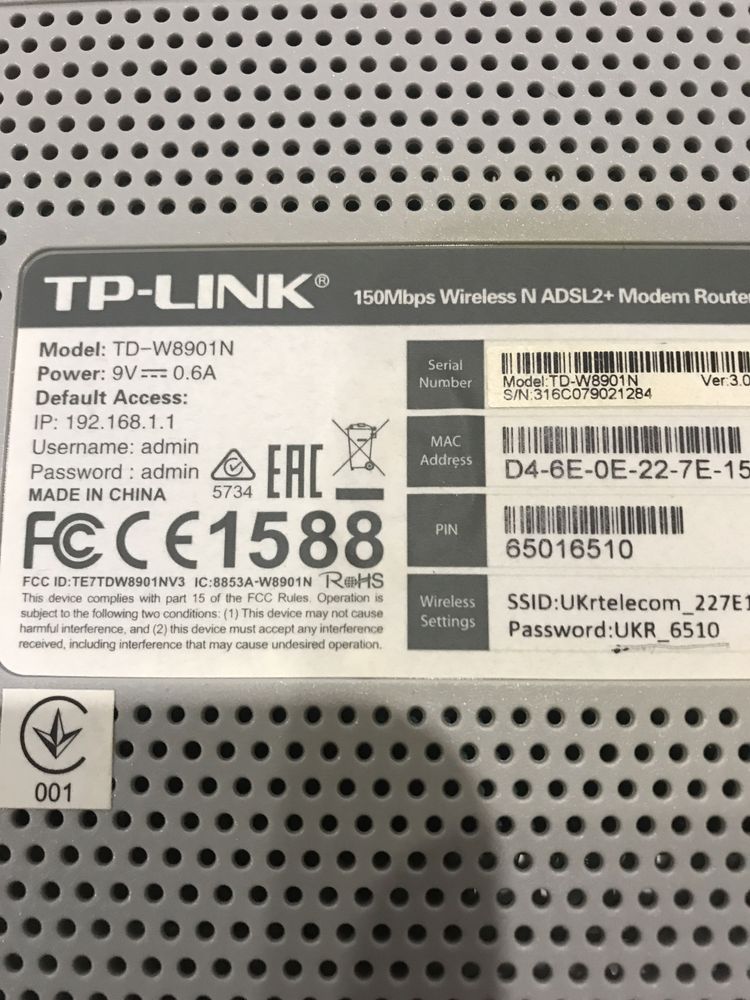 TP-LINK® 150Mbps Wireless N ADSL2+ Modem Router
Model: TD-W8901N
Power: 9V⎓ 0.6A
Default Access:
IP: 192.168.1.1
Username: admin
Password : admin
MADE IN CHINA
5734
EAC
FC CE1588
FCC ID:TE7TDW8901NV3 IC:8853A-W8901N RoHS
This device complies with part 15 of the FCC Rules. Operation is
subject to the following two conditions: (1) This device may not cause
harmful interference, and (2) this device must accept any interference
received, including interference that may cause undesired operation.
Serial
Number
Model:TD-W8901N Ver:3.0
S/N:316C079021284
MAC
Address
D4-6E-0E-22-7E-15
PIN
65016510
Wireless
Settings
SSID:UKrtelecom_227E1
Password:UKR_6510
001